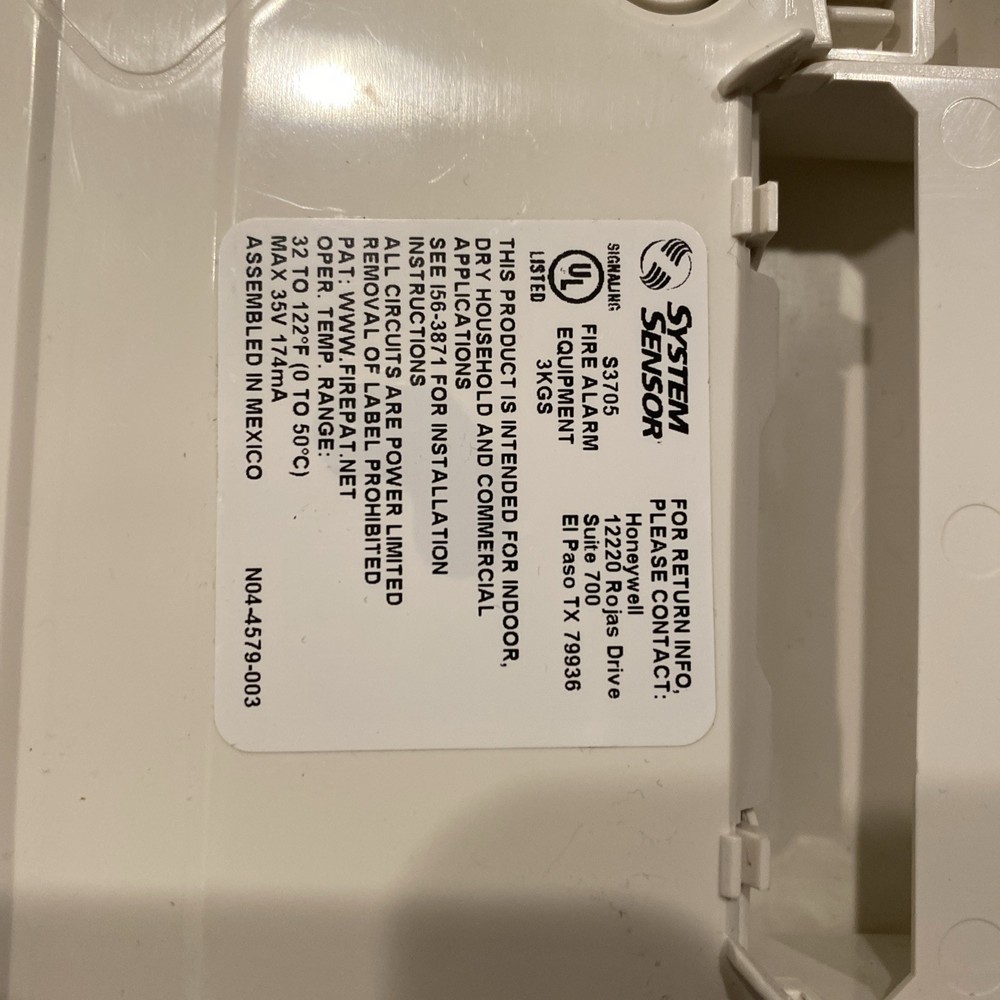 SYSTEM
SENSOR
FOR RETURN INFO,
PLEASE CONTACT:
Honeywell
12220 Rojas Drive
Suite 700
El Paso TX 79936
SIGNALING
UL
LISTED
S3705
FIRE ALARM
EQUIPMENT
3KGS
THIS PRODUCT IS INTENDED FOR INDOOR,
DRY HOUSEHOLD AND COMMERCIAL
APPLICATIONS
SEE I56-3871 FOR INSTALLATION
INSTRUCTIONS
ALL CIRCUITS ARE POWER LIMITED
REMOVAL OF LABEL PROHIBITED
PAT: WWW.FIREPAT.NET
OPER. TEMP. RANGE:
32 TO 122°F (0 TO 50°C)
MAX 35V 174mA
ASSEMBLED IN MEXICO N04-4579-003